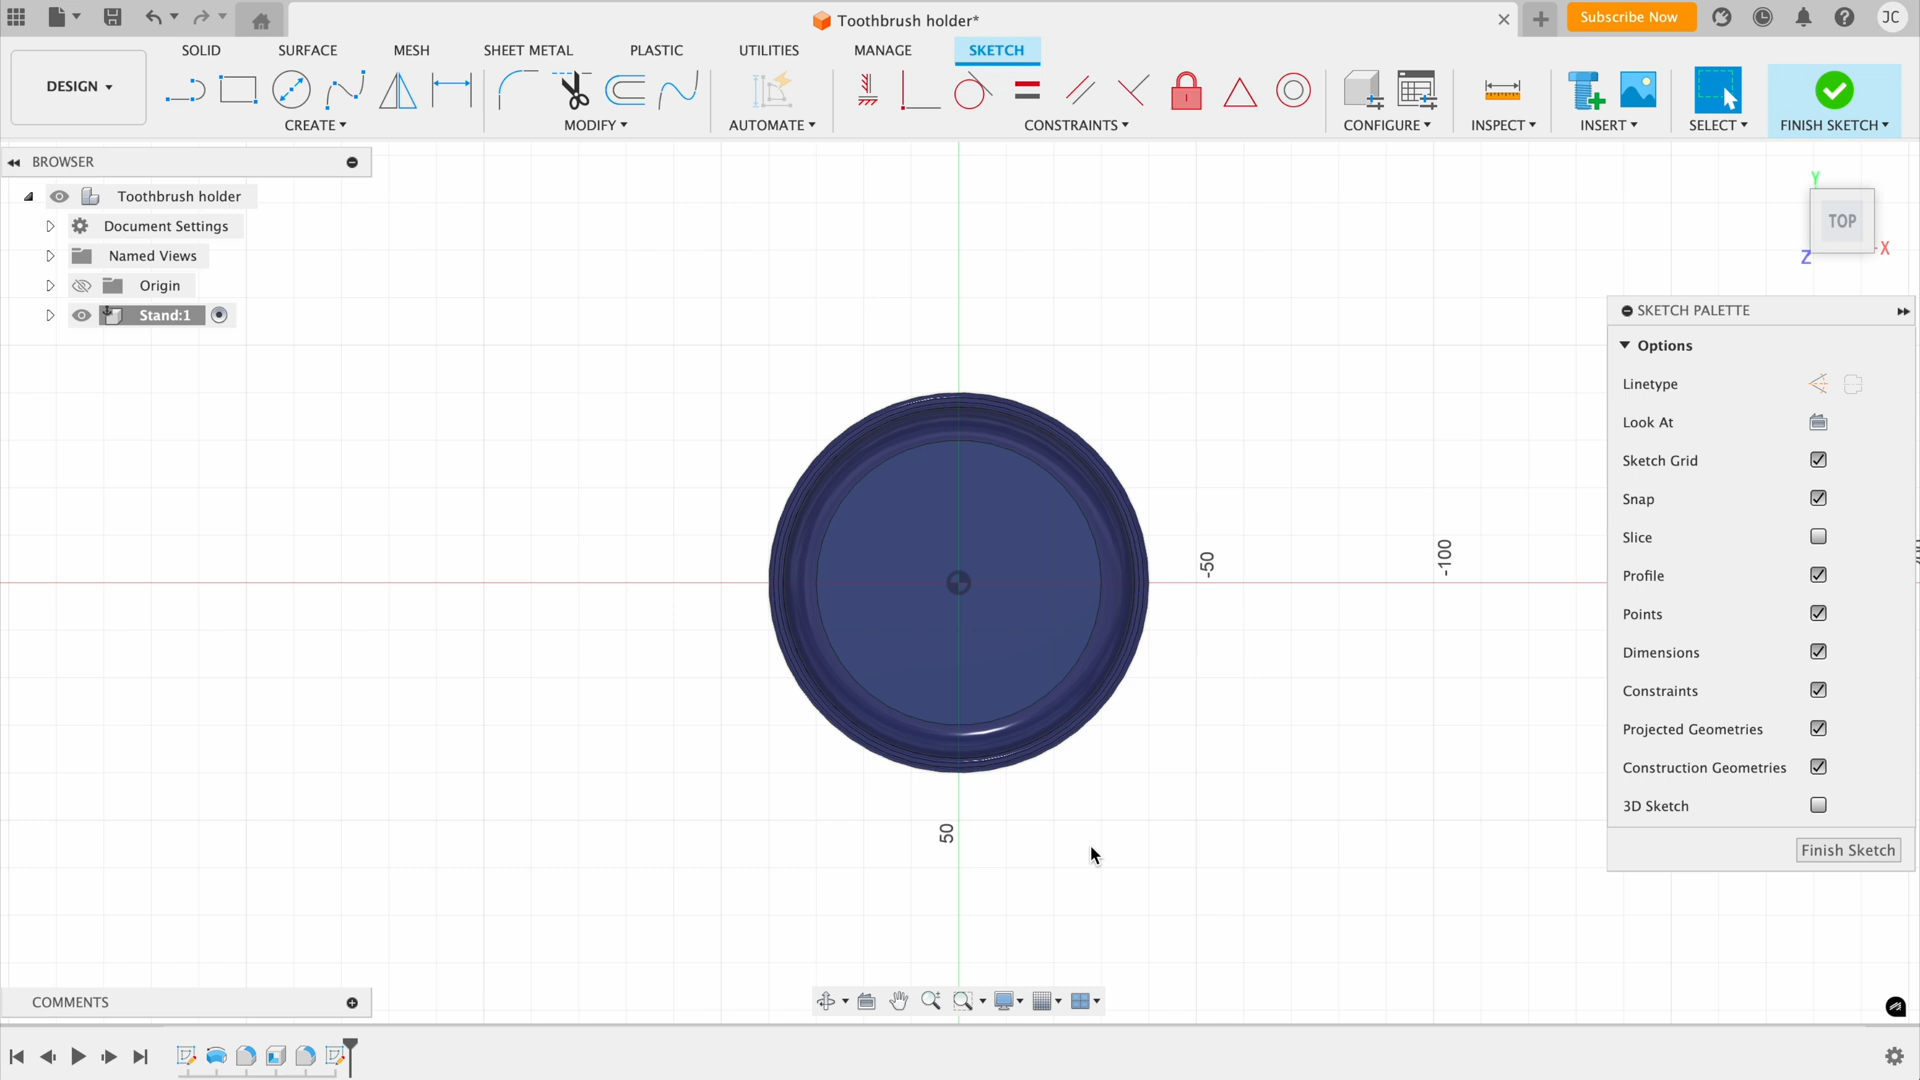 Toothbrush holder*
Subscribe Now
JC
SOLID
SURFACE
MESH
SHEET METAL
PLASTIC
UTILITIES
MANAGE
SKETCH
DESIGN
CREATE
MODIFY
AUTOMATE
CONSTRAINTS
CONFIGURE
INSPECT
INSERT
SELECT
FINISH SKETCH
BROWSER
Toothbrush holder
Document Settings
Named Views
Origin
Stand:1
Y
TOP
Z
X
-50
-100
50
SKETCH PALETTE
Options
Linetype
Look At
Sketch Grid
Snap
Slice
Profile
Points
Dimensions
Constraints
Projected Geometries
Construction Geometries
3D Sketch
Finish Sketch
COMMENTS